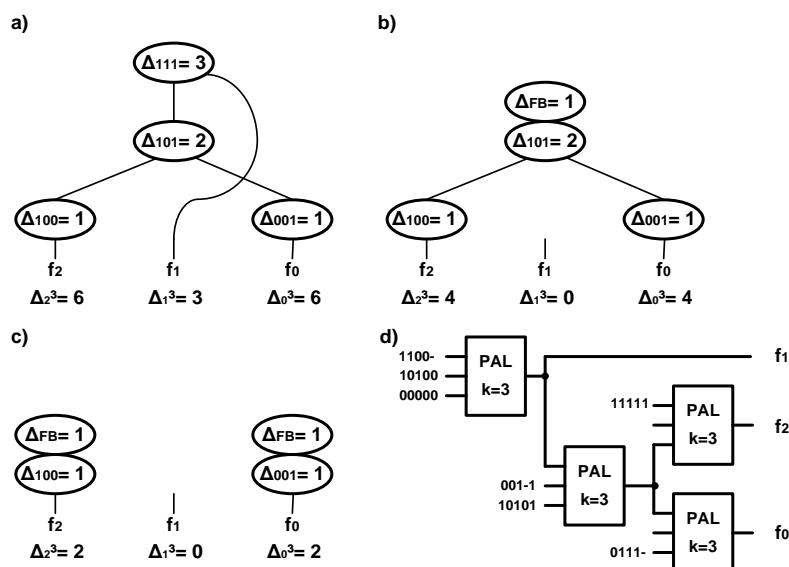 a)
Δ111= 3
Δ101= 2
Δ100= 1
Δ001= 1
f2
f1
f0
Δ2³= 6
Δ1³= 3
Δ0³= 6
b)
ΔFB= 1
Δ101= 2
Δ100= 1
Δ001= 1
f2
f1
f0
Δ2³= 4
Δ1³= 0
Δ0³= 4
c)
ΔFB= 1
ΔFB= 1
Δ100= 1
Δ001= 1
f2
f1
f0
Δ2³= 2
Δ1³= 0
Δ0³= 2
d)
1100-
10100
00000
PAL
k=3
f1
11111
PAL
k=3
f2
001-1
10101
PAL
k=3
0111-
PAL
k=3
f0